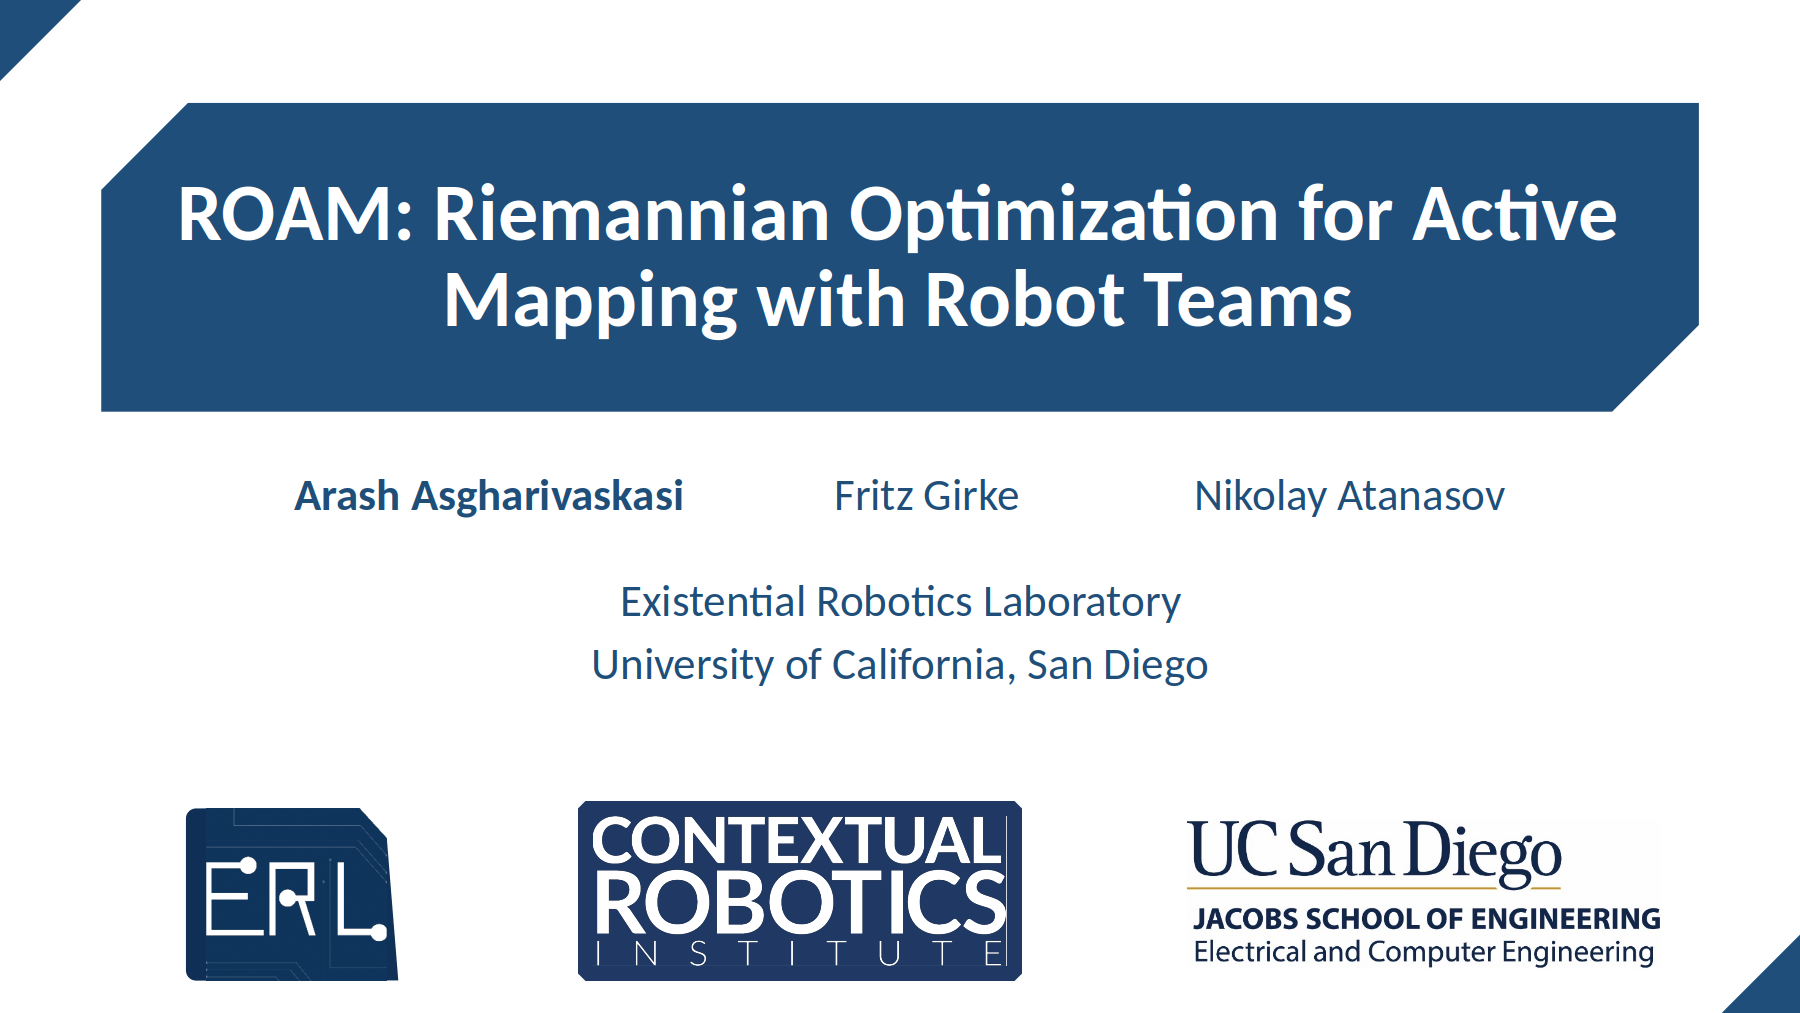 ROAM: Riemannian Optimization for Active
Mapping with Robot Teams
Arash Asgharivaskasi Fritz Girke Nikolay Atanasov
Existential Robotics Laboratory
University of California, San Diego
ERL
CONTEXTUAL
ROBOTICS
INSTITUTE
UC San Diego
JACOBS SCHOOL OF ENGINEERING
Electrical and Computer Engineering